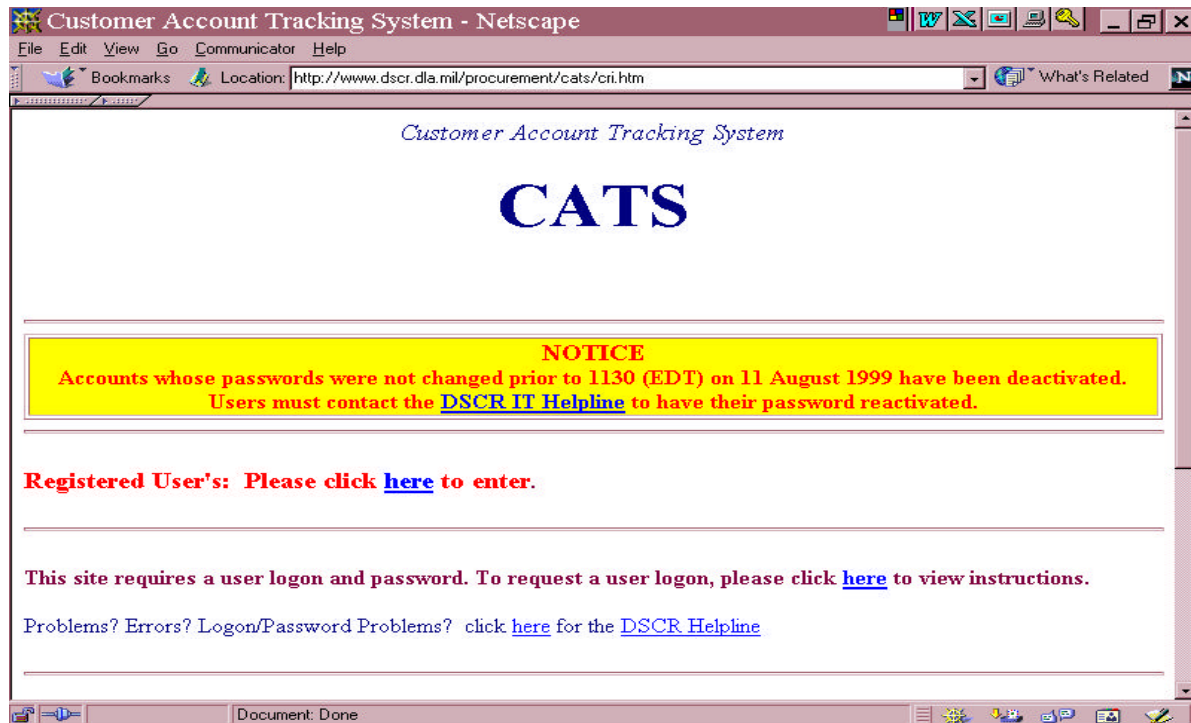 Customer Account Tracking System - Netscape
File Edit View Go Communicator Help
Bookmarks Location: http://www.dscr.dla.mil/procurement/cats/cri.htm What's Related N
Customer Account Tracking System
CATS
NOTICE
Accounts whose passwords were not changed prior to 1130 (EDT) on 11 August 1999 have been deactivated.
Users must contact the DSCR IT Helpline to have their password reactivated.
Registered User's: Please click here to enter.
This site requires a user logon and password. To request a user logon, please click here to view instructions.
Problems? Errors? Logon/Password Problems? click here for the DSCR Helpline
Document: Done